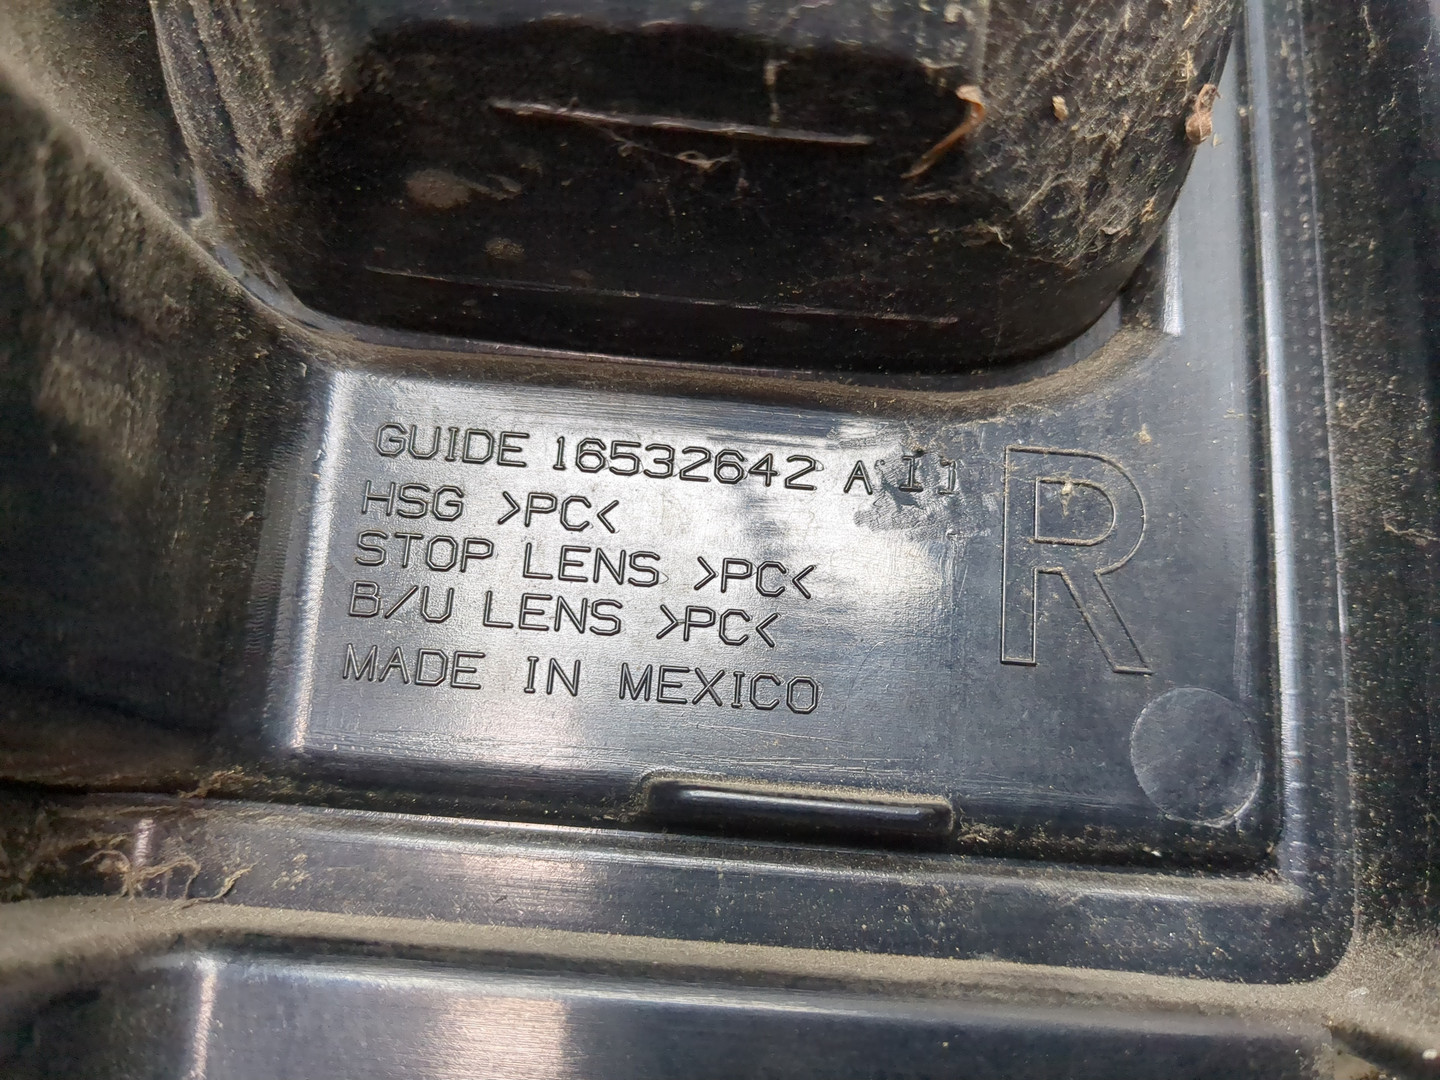 GUIDE 16532642 A
HSG >PC<
STOP LENS >PC<
B/U LENS >PC<
MADE IN MEXICO
R